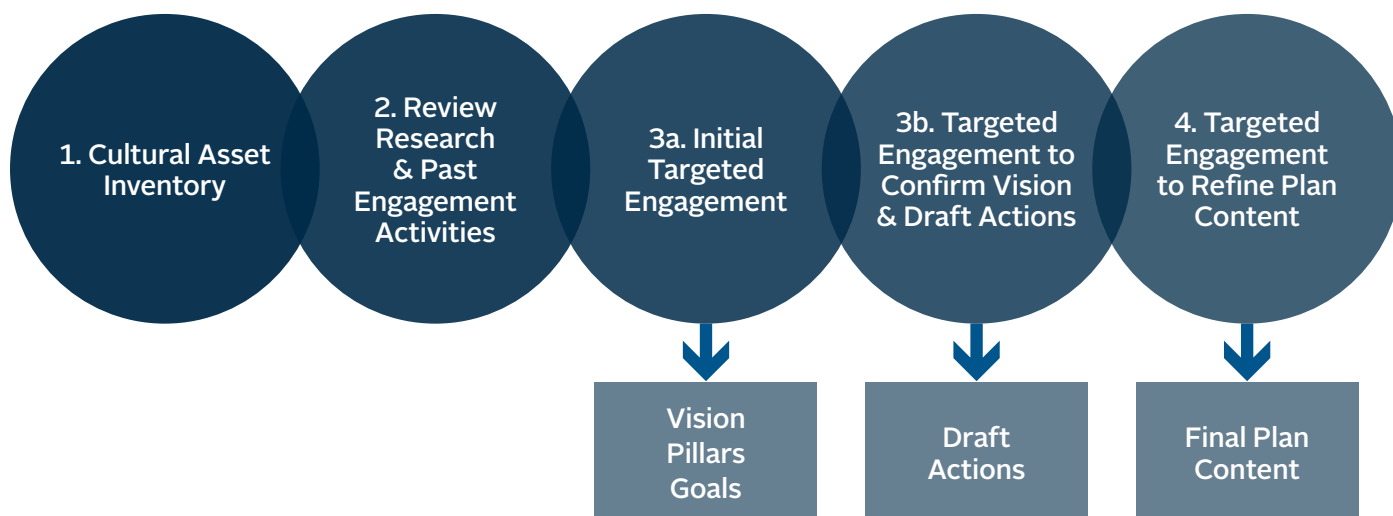 1. Cultural Asset
Inventory
2. Review
Research
& Past
Engagement
Activities
3a. Initial
Targeted
Engagement
3b. Targeted
Engagement to
Confirm Vision
& Draft Actions
4. Targeted
Engagement
to Refine Plan
Content
Vision
Pillars
Goals
Draft
Actions
Final Plan
Content